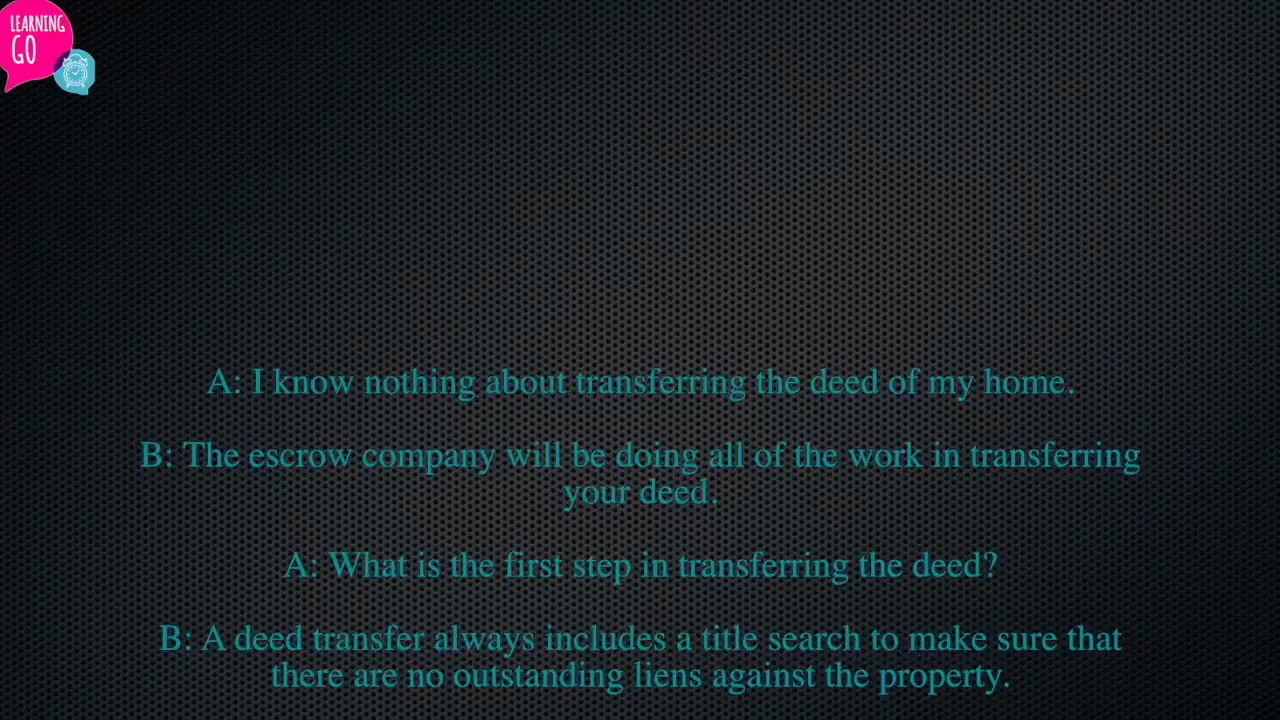 LEARNING
GO
A: I know nothing about transferring the deed of my home.
B: The escrow company will be doing all of the work in transferring
your deed.
A: What is the first step in transferring the deed?
B: A deed transfer always includes a title search to make sure that
there are no outstanding liens against the property.